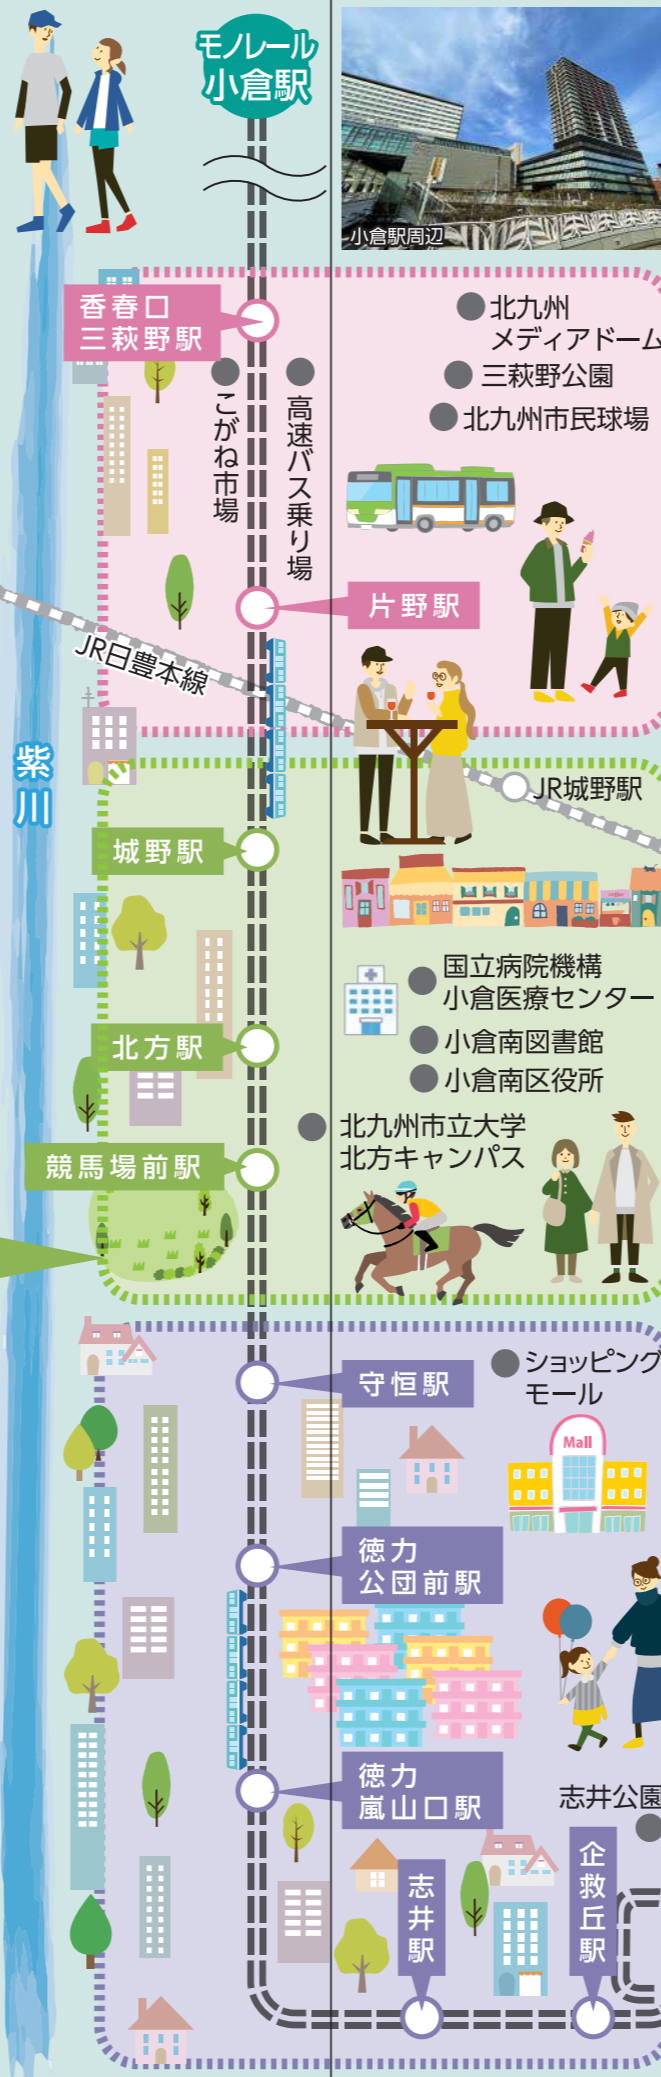 モノレール
小倉駅
小倉駅周辺
香春口
三萩野駅
北九州
メディアドーム
三萩野公園
北九州市民球場
こがね市場
高速バス乗り場
片野駅
JR日豊本線
紫川
JR城野駅
城野駅
国立病院機構
小倉医療センター
小倉南図書館
小倉南区役所
北方駅
北九州市立大学
北方キャンパス
競馬場前駅
守恒駅
ショッピング
モール
Mall
徳力
公団前駅
徳力
嵐山口駅
志井公園
志井駅
企救丘駅